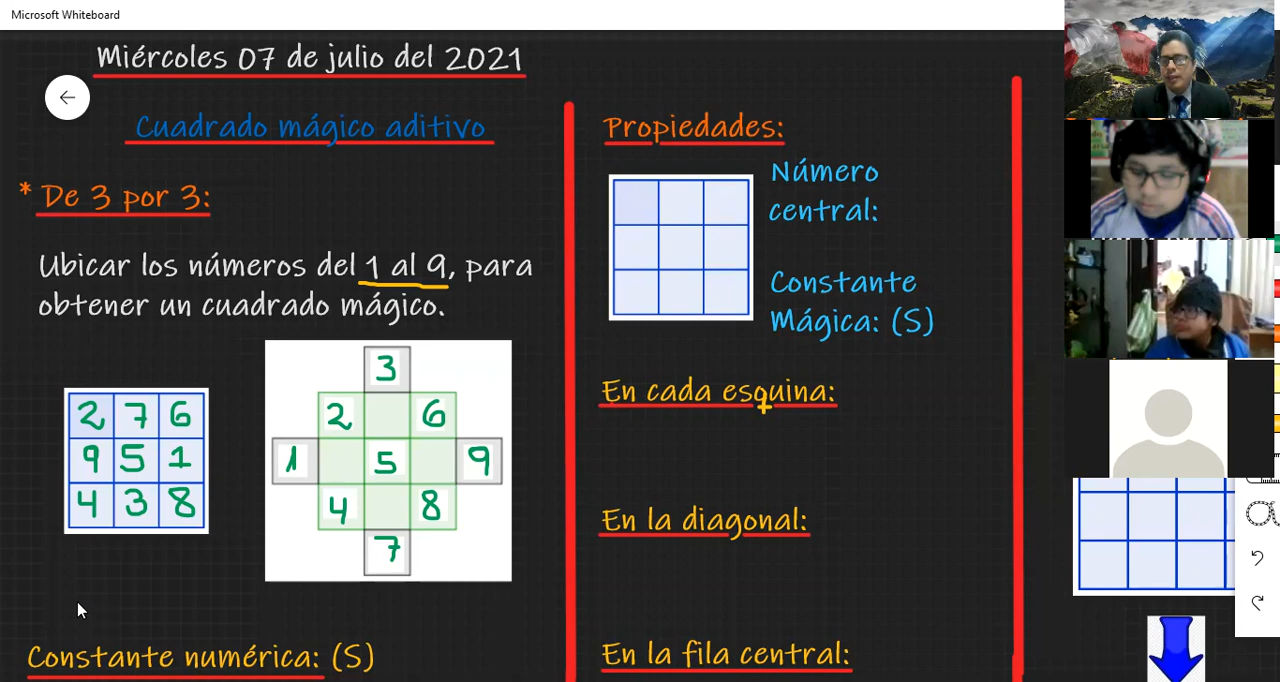 Microsoft Whiteboard
Miércoles 07 de julio del 2021
Cuadrado mágico aditivo
* De 3 por 3:
Ubicar los números del 1 al 9, para
obtener un cuadrado mágico.
2 7 6
9 5 1
4 3 8
3
2 6
1 5 9
4 8
7
Constante numérica: (S)
Propiedades:
Número
central:
Constante
Mágica: (S)
En cada esquina:
En la diagonal:
En la fila central: